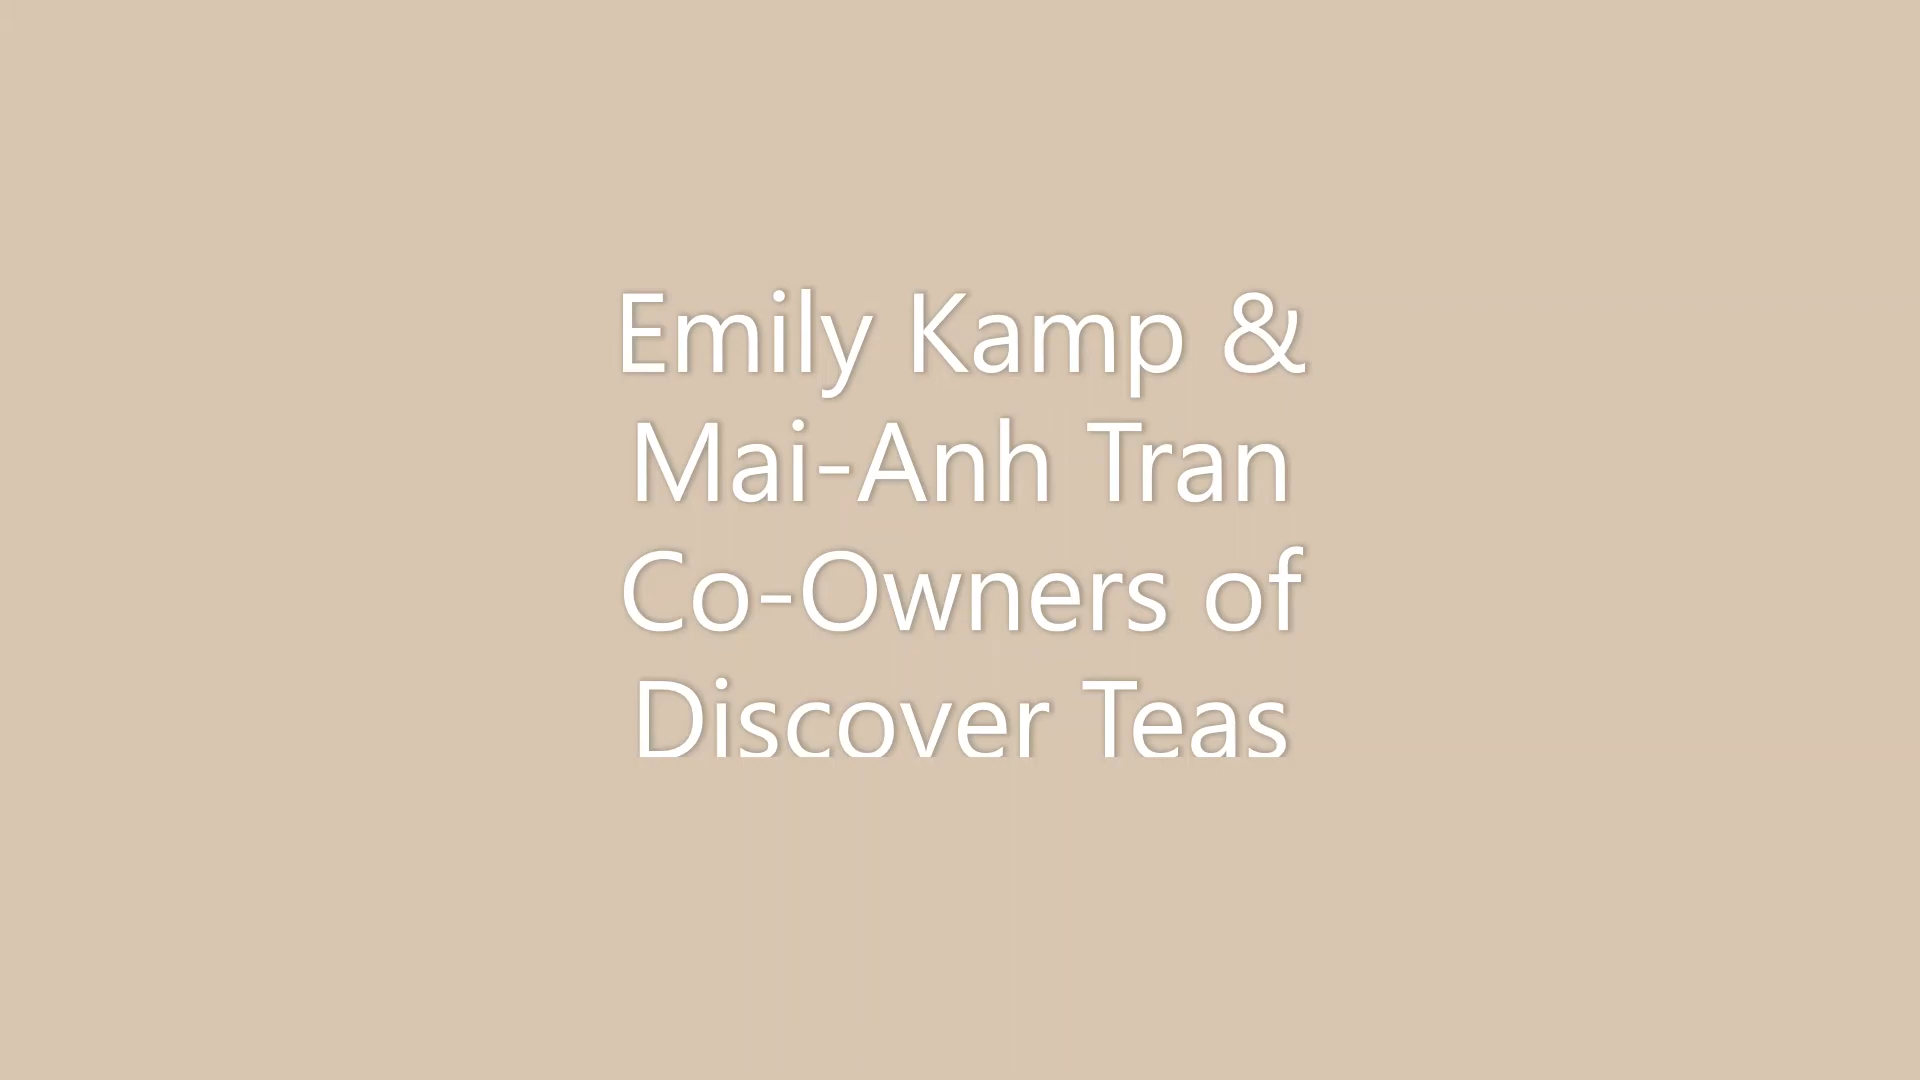 Emily Kamp &
Mai-Anh Tran
Co-Owners of
Discover Teas